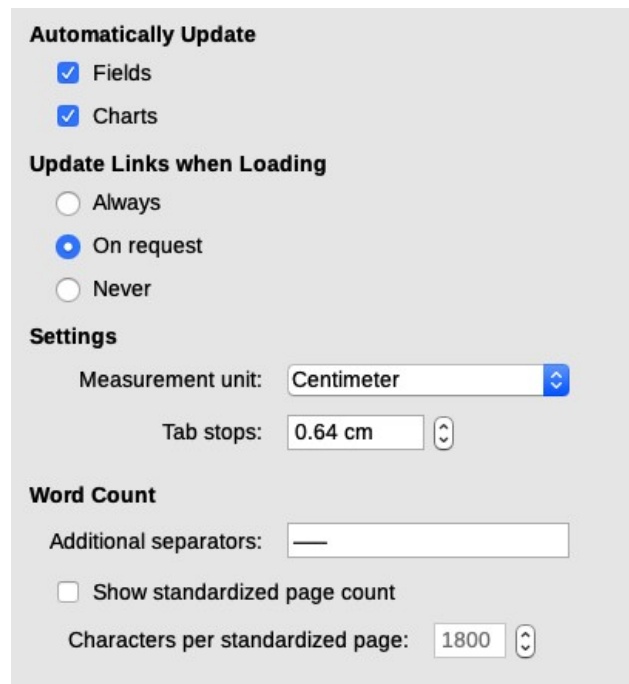 Automatically Update
Fields
Charts
Update Links when Loading
Always
On request
Never
Settings
Measurement unit: Centimeter
Tab stops: 0.64 cm
Word Count
Additional separators: —–
Show standardized page count
Characters per standardized page: 1800